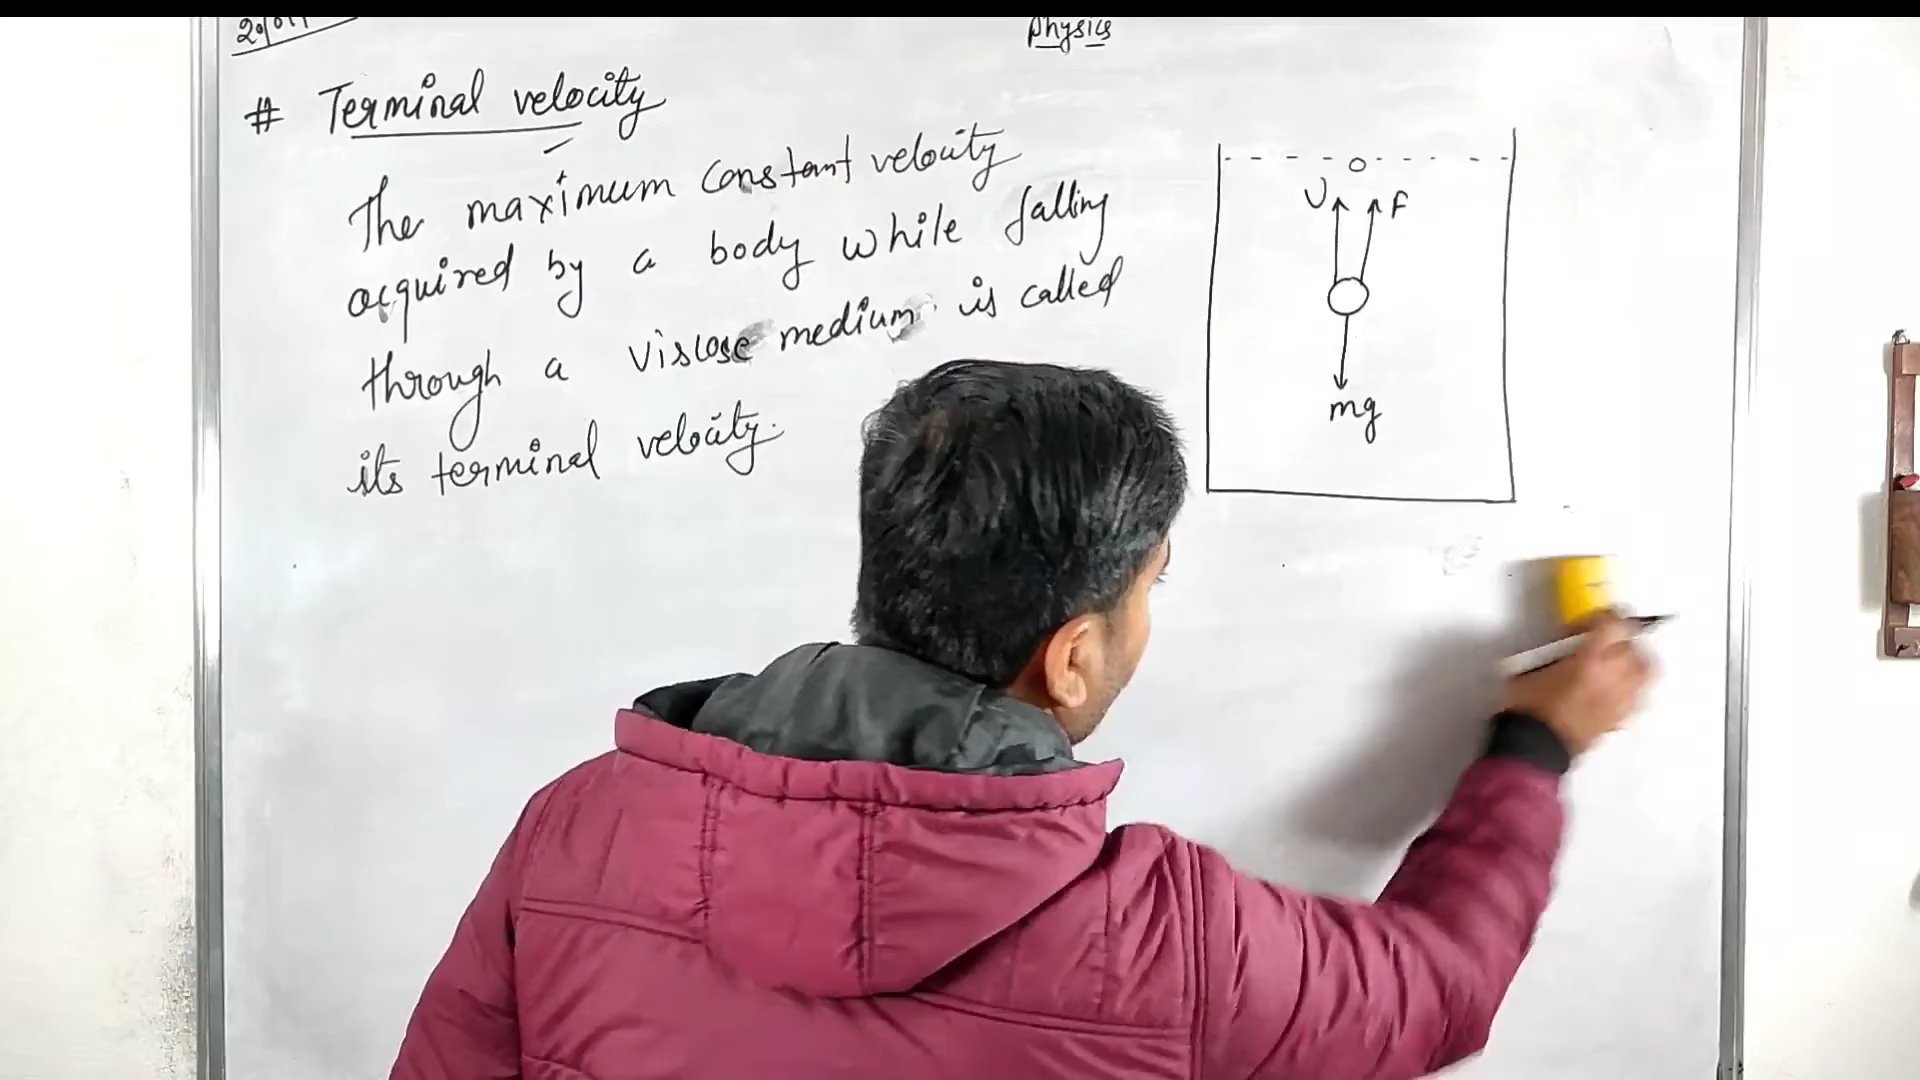 Physics
# Terminal velocity
The maximum constant velocity
acquired by a body while falling
through a viscose medium is called
its terminal velocity.
U F
mg